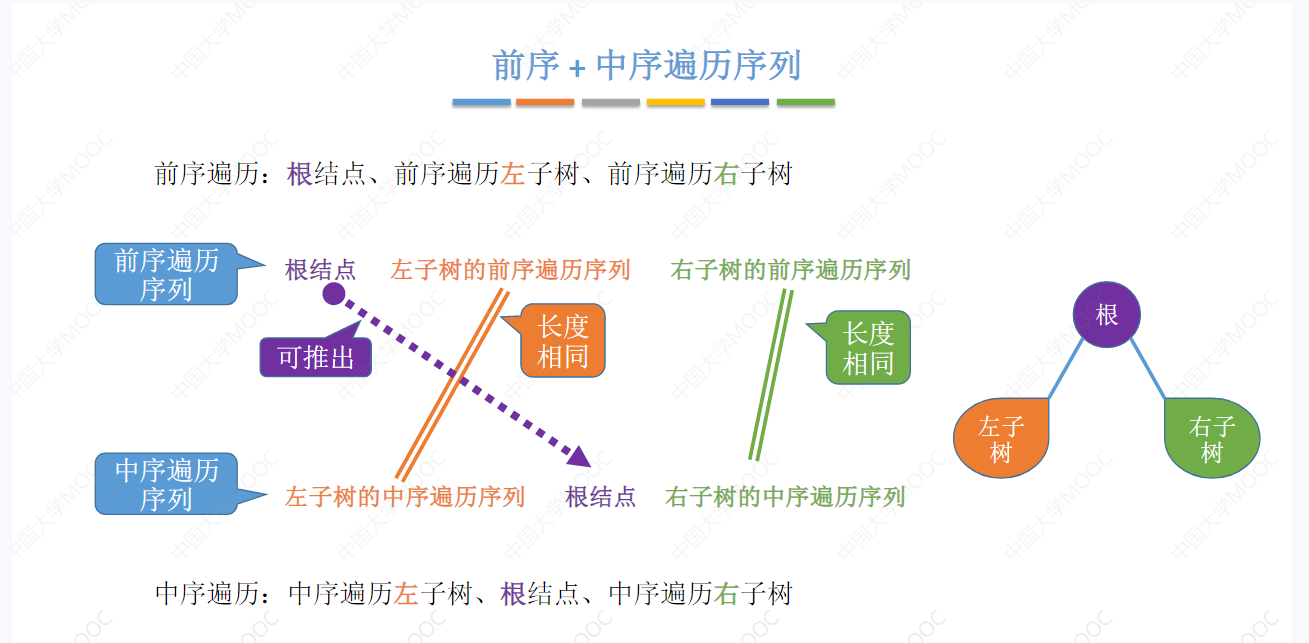 前序 + 中序遍历序列
前序遍历：根结点、前序遍历左子树、前序遍历右子树
前序遍历
序列
根结点
左子树的前序遍历序列
右子树的前序遍历序列
可推出
长度
相同
长度
相同
根
左子
树
右子
树
中序遍历
序列
左子树的中序遍历序列
根结点
右子树的中序遍历序列
中序遍历：中序遍历左子树、根结点、中序遍历右子树
中国大学MOOC